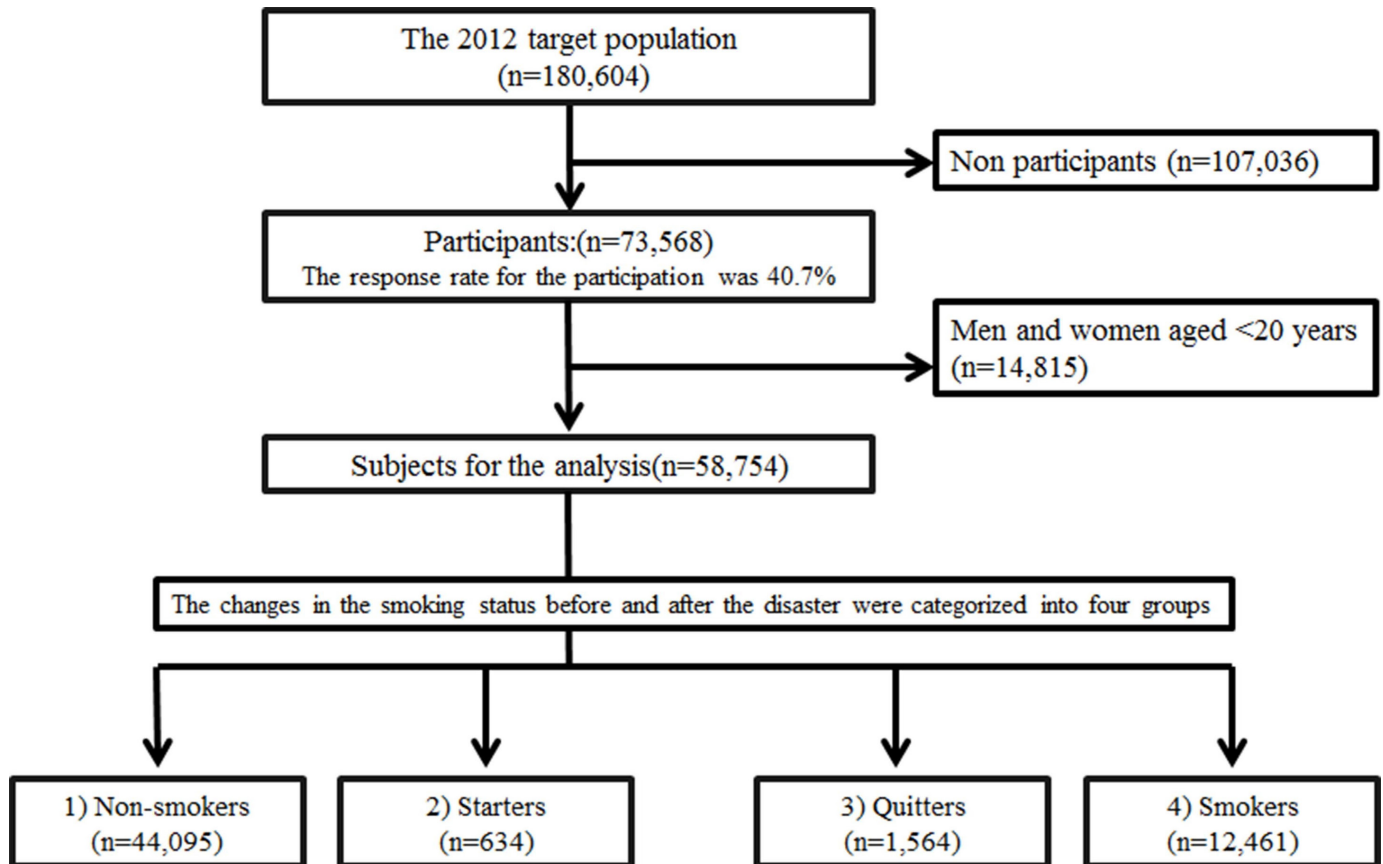 The 2012 target population
(n=180,604)
Non participants (n=107,036)
Participants:(n=73,568)
The response rate for the participation was 40.7%
Men and women aged <20 years
(n=14,815)
Subjects for the analysis(n=58,754)
The changes in the smoking status before and after the disaster were categorized into four groups
1) Non-smokers
(n=44,095)
2) Starters
(n=634)
3) Quitters
(n=1,564)
4) Smokers
(n=12,461)